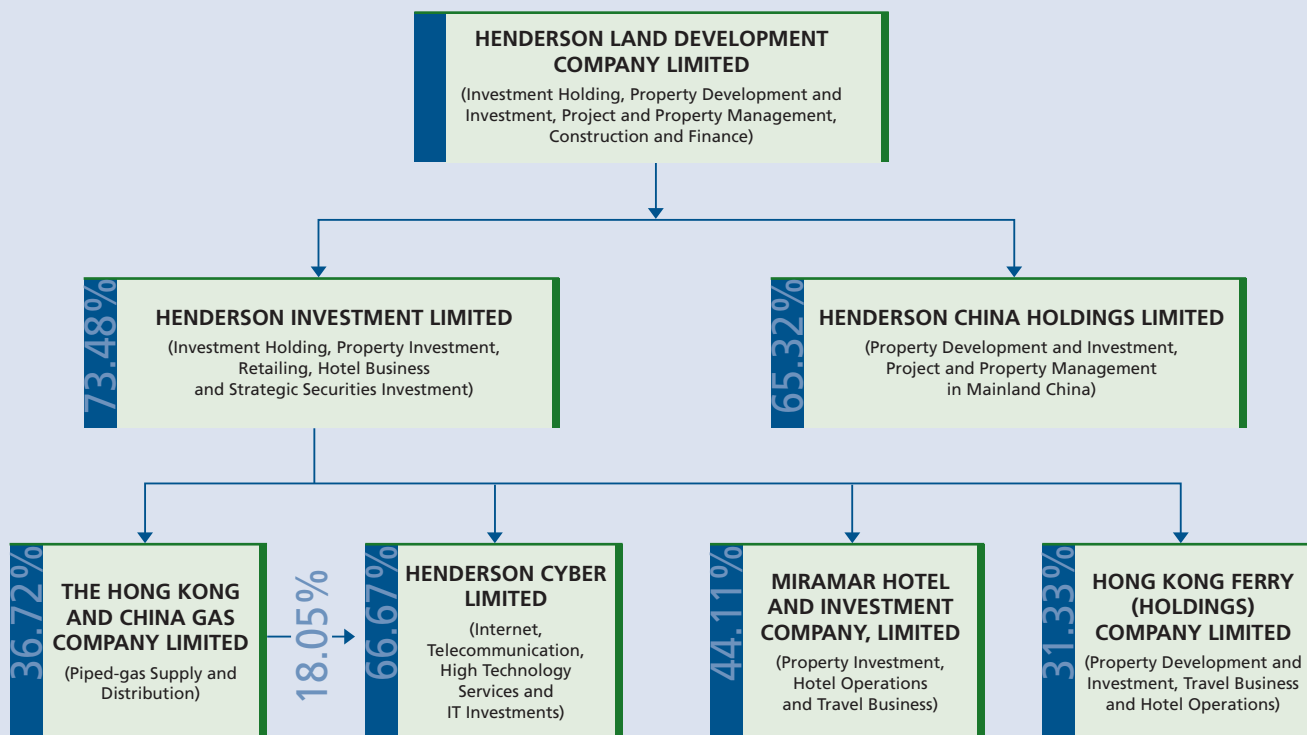 HENDERSON LAND DEVELOPMENT
COMPANY LIMITED
(Investment Holding, Property Development and
Investment, Project and Property Management,
Construction and Finance)
73.48%
HENDERSON INVESTMENT LIMITED
(Investment Holding, Property Investment,
Retailing, Hotel Business
and Strategic Securities Investment)
65.32%
HENDERSON CHINA HOLDINGS LIMITED
(Property Development and Investment,
Project and Property Management
in Mainland China)
36.72%
THE HONG KONG
AND CHINA GAS
COMPANY LIMITED
(Piped-gas Supply and
Distribution)
18.05%
66.67%
HENDERSON CYBER
LIMITED
(Internet,
Telecommunication,
High Technology
Services and
IT Investments)
44.11%
MIRAMAR HOTEL
AND INVESTMENT
COMPANY, LIMITED
(Property Investment,
Hotel Operations
and Travel Business)
31.33%
HONG KONG FERRY
(HOLDINGS)
COMPANY LIMITED
(Property Development and
Investment, Travel Business
and Hotel Operations)